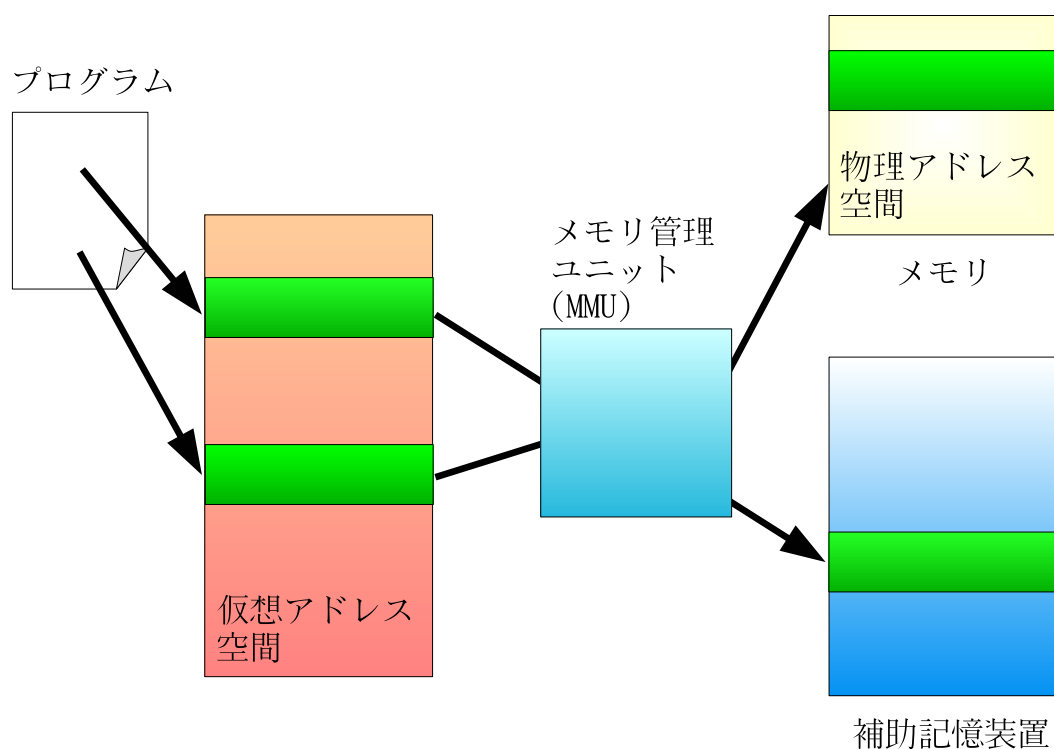 プログラム
仮想アドレス
空間
メモリ管理
ユニット
(MMU)
物理アドレス
空間
メモリ
補助記憶装置